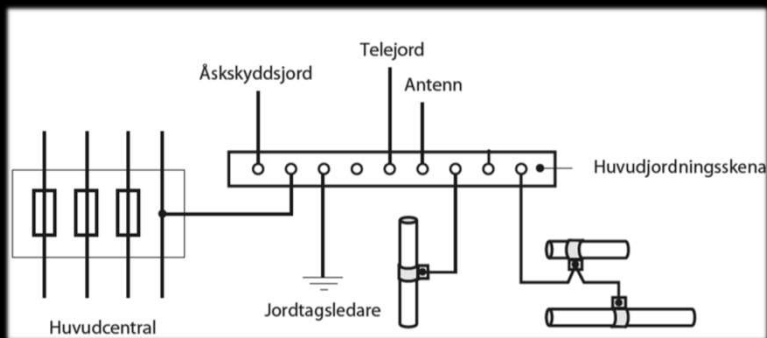 Telejord
Åskskyddsjord
Antenn
Huvudjordningsskena
Jordtagsledare
Huvudcentral